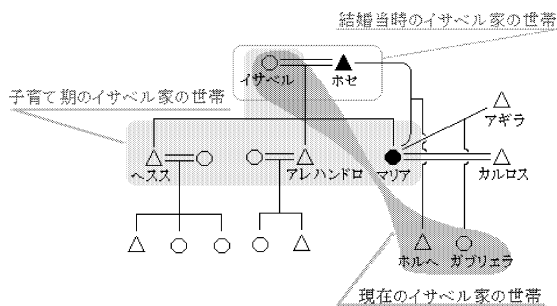 結婚当時のイサベル家の世帯
イサベル
ホセ
子育て期のイサベル家の世帯
アギラ
ヘスス
アレハンドロ
マリア
カルロス
ホルヘ
ガブリェラ
現在のイサベル家の世帯